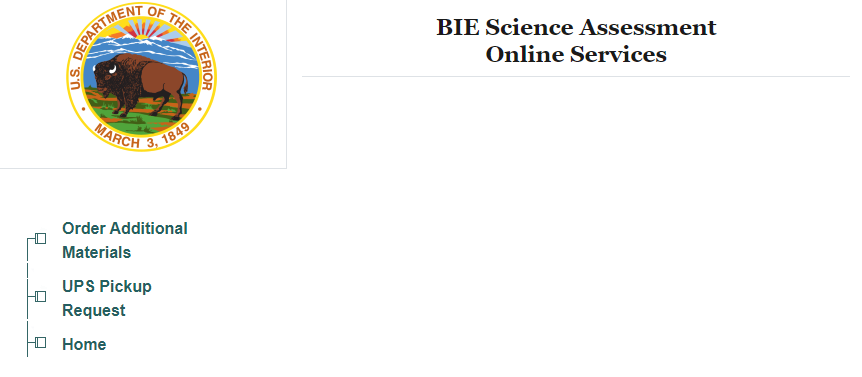 U.S. DEPARTMENT OF THE INTERIOR
MARCH 3, 1849
BIE Science Assessment
Online Services
Order Additional
Materials
UPS Pickup
Request
Home